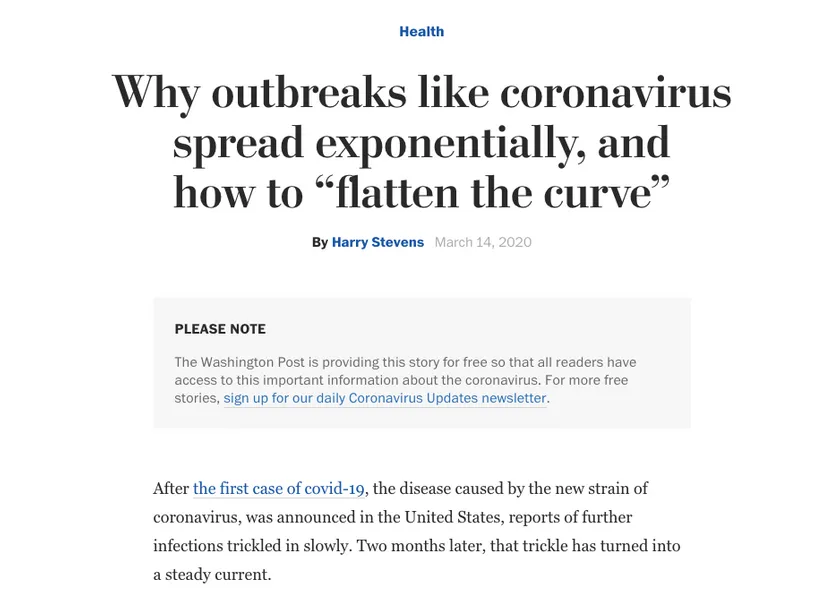 Health
Why outbreaks like coronavirus
spread exponentially, and
how to “flatten the curve”
By Harry Stevens March 14, 2020
PLEASE NOTE
The Washington Post is providing this story for free so that all readers have
access to this important information about the coronavirus. For more free
stories, sign up for our daily Coronavirus Updates newsletter.
After the first case of covid-19, the disease caused by the new strain of
coronavirus, was announced in the United States, reports of further
infections trickled in slowly. Two months later, that trickle has turned into
a steady current.